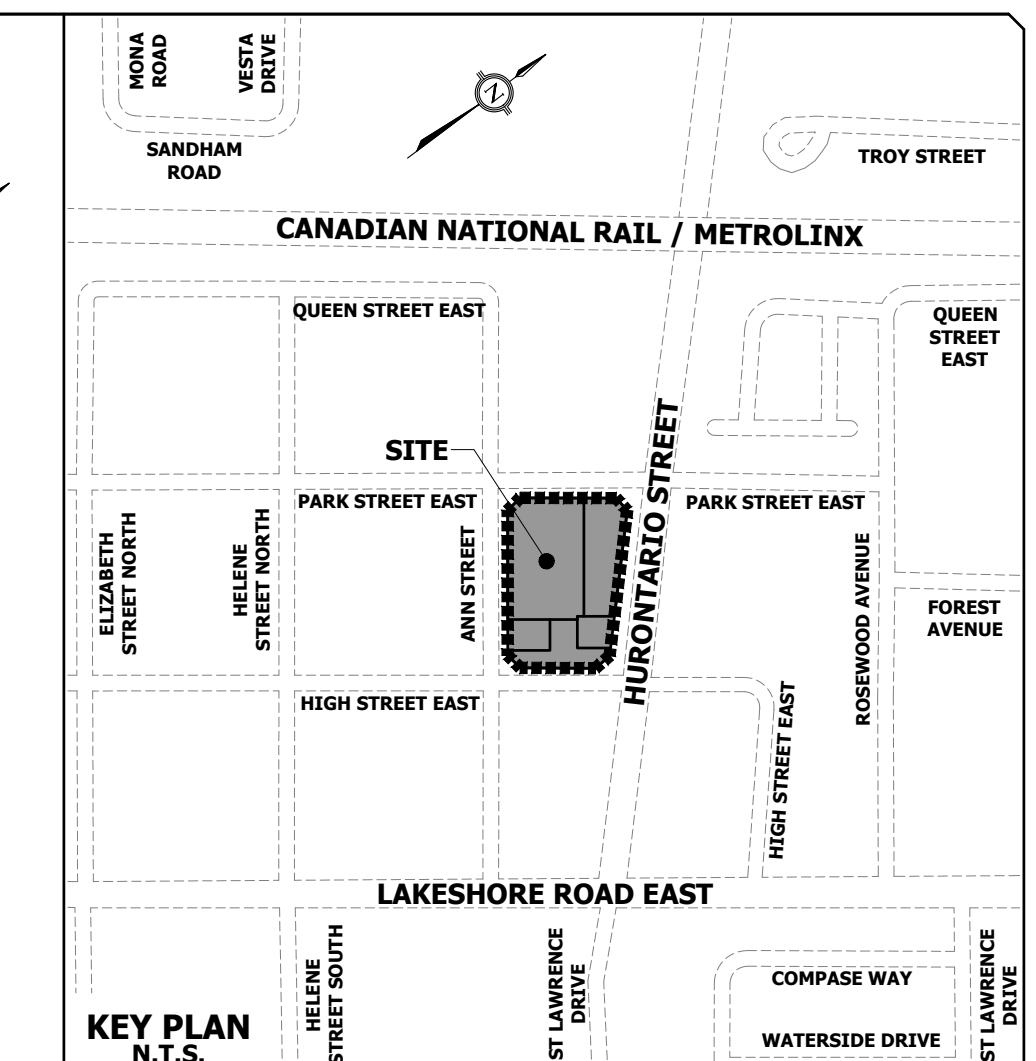 MONA
ROAD
VESTA
DRIVE
N
SANDHAM
ROAD
TROY STREET
CANADIAN NATIONAL RAIL / METROLINX
QUEEN STREET EAST
QUEEN
STREET
EAST
SITE
HURONTARIO STREET
PARK STREET EAST
PARK STREET EAST
ELIZABETH
STREET NORTH
HELENE
STREET NORTH
ANN STREET
ROSEWOOD AVENUE
FOREST
AVENUE
HIGH STREET EAST
HIGH STREET EAST
LAKESHORE ROAD EAST
HELENE
STREET SOUTH
ST LAWRENCE
DRIVE
COMPASE WAY
WATERSIDE DRIVE
ST LAWRENCE
DRIVE
KEY PLAN
N.T.S.